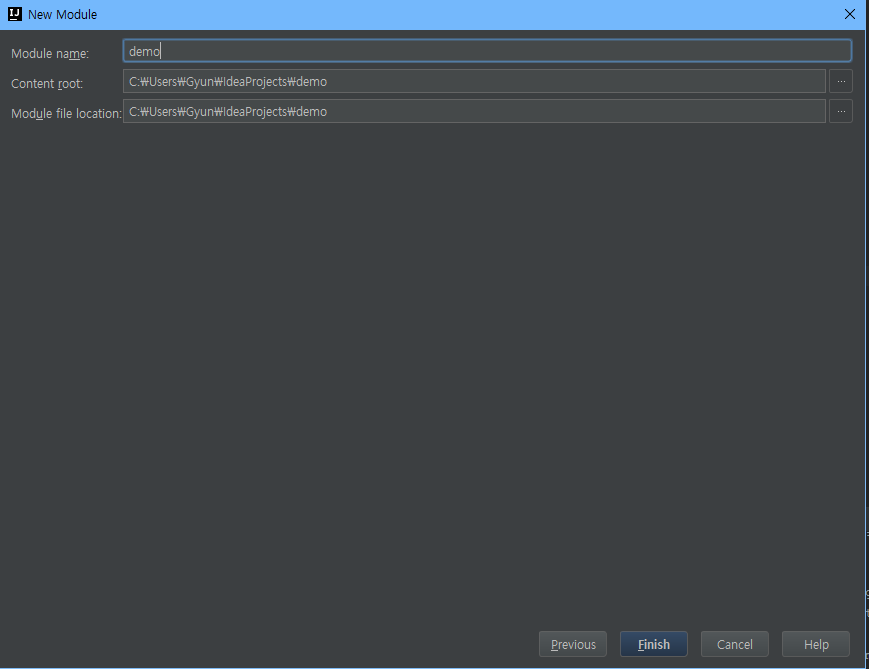 IJ New Module
Module name: demo
Content root: C:₩Users₩Gyun₩IdeaProjects₩demo ...
Module file location: C:₩Users₩Gyun₩IdeaProjects₩demo ...
Previous Finish Cancel Help